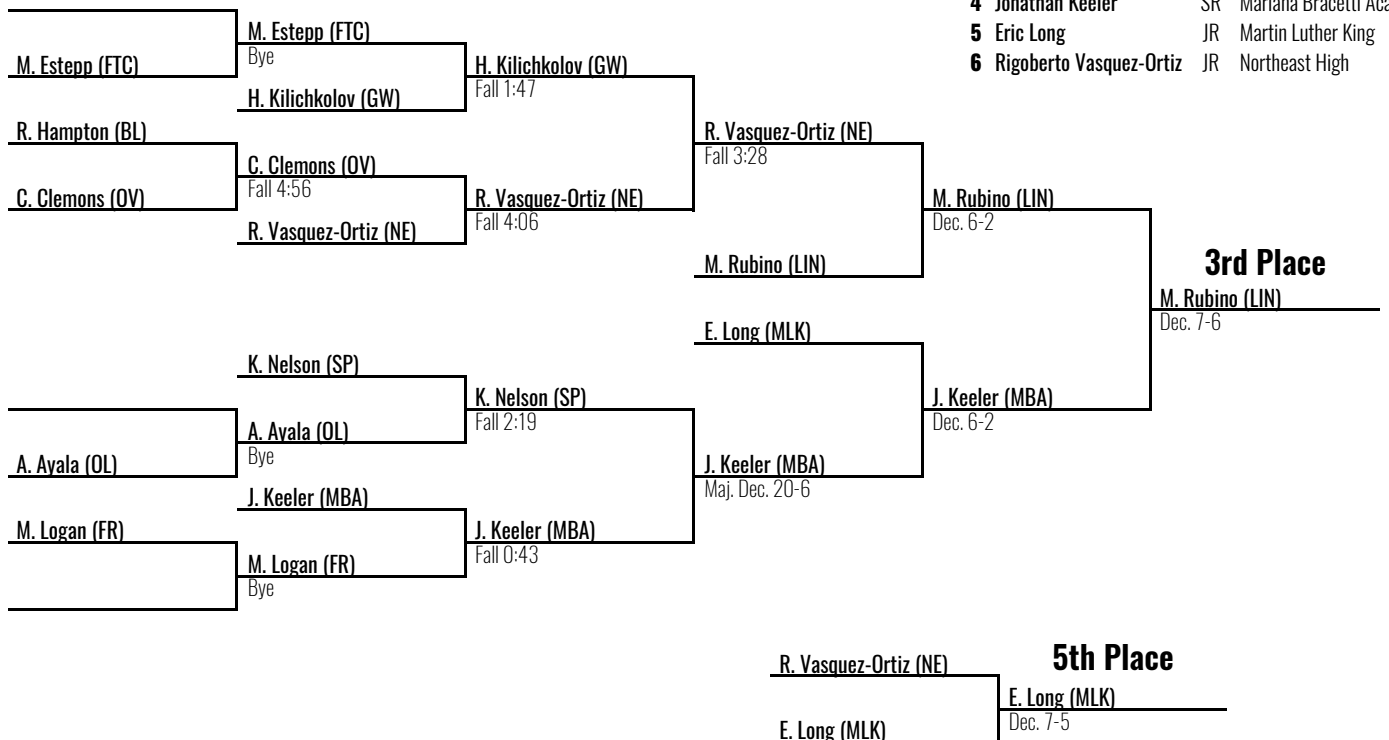 4 Jonathan Keeler SR Mariana Bracetti Aca
5 Eric Long JR Martin Luther King
6 Rigoberto Vasquez-Ortiz JR Northeast High
M. Estepp (FTC)
M. Estepp (FTC)
Bye
H. Kilichkolov (GW)
Fall 1:47
H. Kilichkolov (GW)
R. Hampton (BL)
R. Vasquez-Ortiz (NE)
Fall 3:28
C. Clemons (OV)
Fall 4:56
C. Clemons (OV)
R. Vasquez-Ortiz (NE)
Fall 4:06
M. Rubino (LIN)
Dec. 6-2
R. Vasquez-Ortiz (NE)
M. Rubino (LIN)
3rd Place
M. Rubino (LIN)
Dec. 7-6
E. Long (MLK)
K. Nelson (SP)
K. Nelson (SP)
Fall 2:19
J. Keeler (MBA)
Dec. 6-2
A. Ayala (OL)
Bye
A. Ayala (OL)
J. Keeler (MBA)
Maj. Dec. 20-6
J. Keeler (MBA)
M. Logan (FR)
J. Keeler (MBA)
Fall 0:43
M. Logan (FR)
Bye
5th Place
R. Vasquez-Ortiz (NE)
E. Long (MLK)
Dec. 7-5
E. Long (MLK)